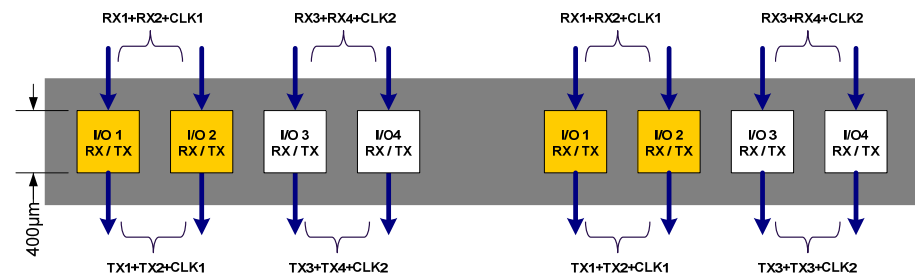 RX1+RX2+CLK1
RX3+RX4+CLK2
RX1+RX2+CLK1
RX3+RX4+CLK2
I/O 1
RX / TX
I/O 2
RX / TX
I/O 3
RX / TX
I/O4
RX / TX
I/O 1
RX / TX
I/O 2
RX / TX
I/O 3
RX / TX
I/O4
RX / TX
400µm
TX1+TX2+CLK1
TX3+TX4+CLK2
TX1+TX2+CLK1
TX3+TX3+CLK2